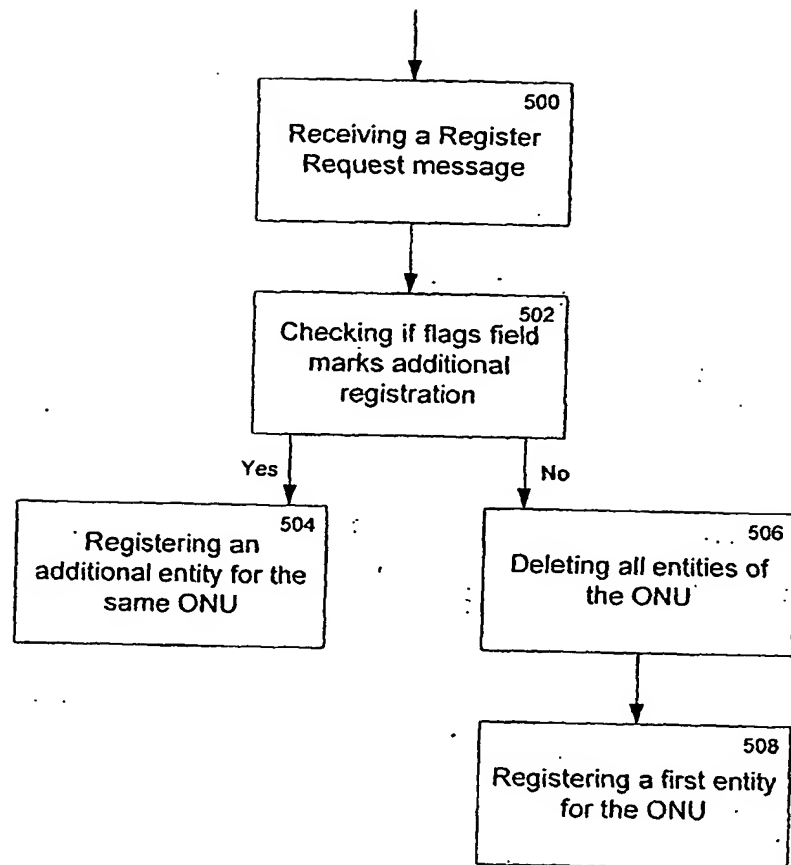 500
Receiving a Register
Request message
502
Checking if flags field
marks additional
registration
Yes
No
504
Registering an
additional entity for the
same ONU
506
Deleting all entities of
the ONU
508
Registering a first entity
for the ONU